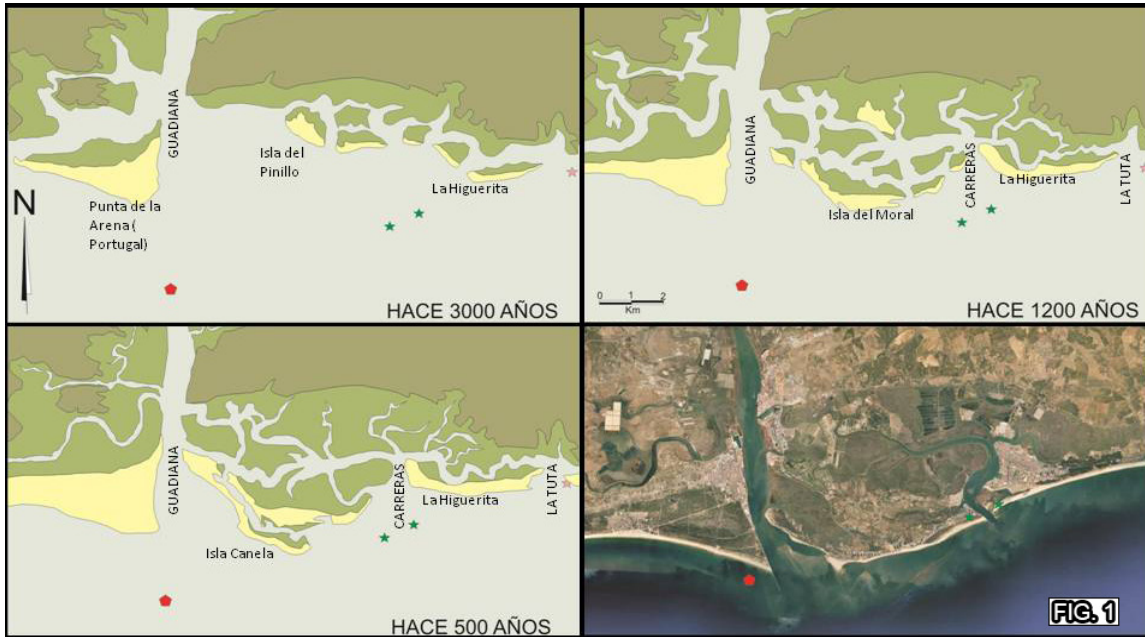 GUADIANA
Isla del
Pinillo
La Higuerita
Punta de la
Arena (
Portugal)
N
HACE 3000 AÑOS
GUADIANA
CARRERAS
La Higuerita
LA TUTA
Isla del Moral
0 1 2
Km
HACE 1200 AÑOS
GUADIANA
CARRERAS
La Higuerita
LA TUTA
Isla Canela
HACE 500 AÑOS
FIG. 1